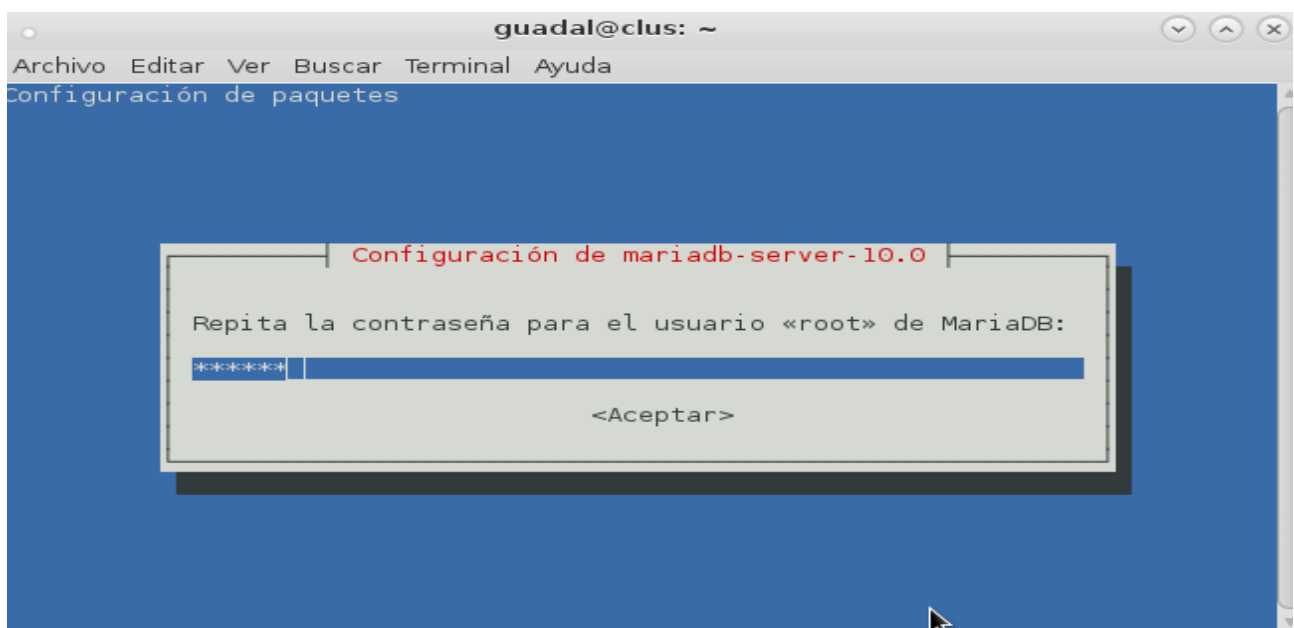 guadal@clus: ~
Archivo Editar Ver Buscar Terminal Ayuda
Configuración de paquetes
Configuración de mariadb-server-10.0
Repita la contraseña para el usuario «root» de MariaDB:
******
<Aceptar>